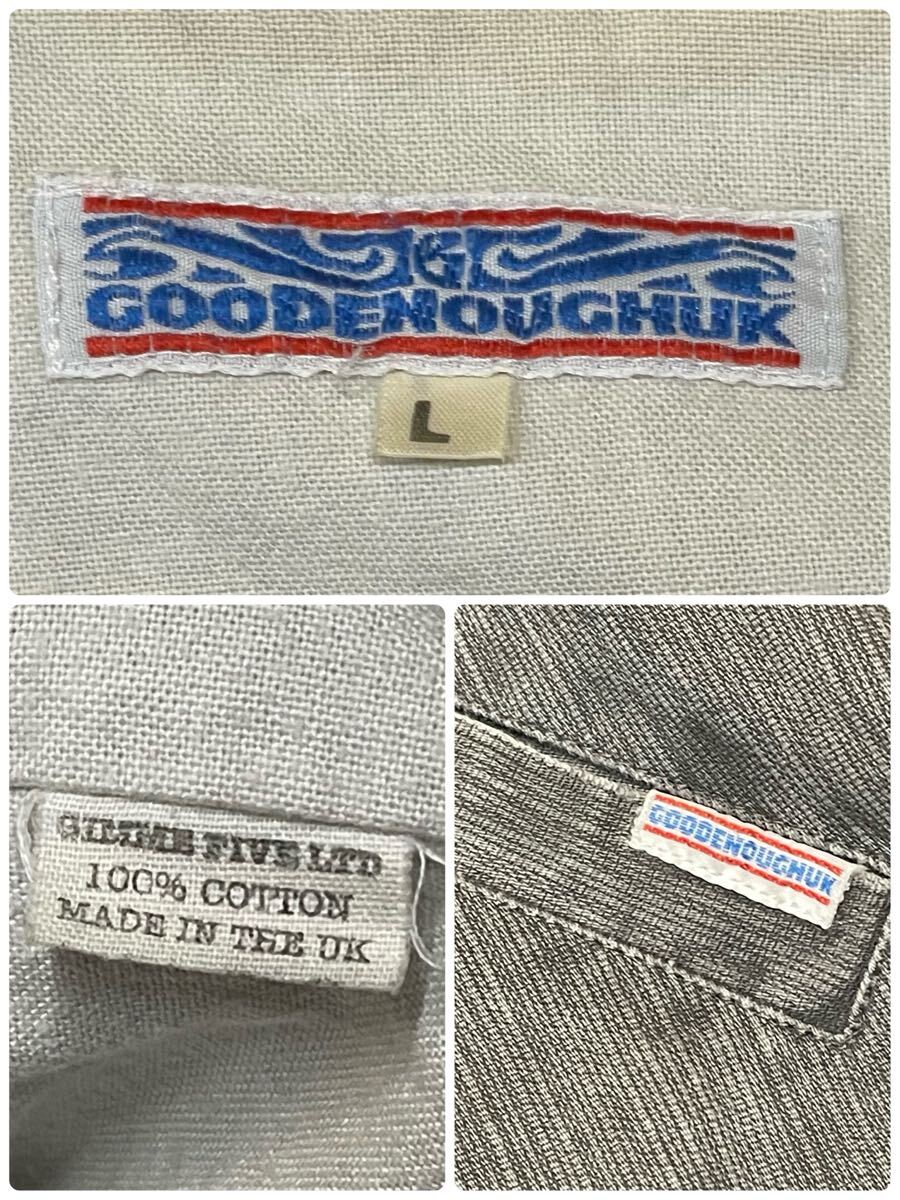 G
GOODENOUGHUK
L
GIMME FIVE LTD
100% COTTON
MADE IN THE UK
GOODENOUGHUK